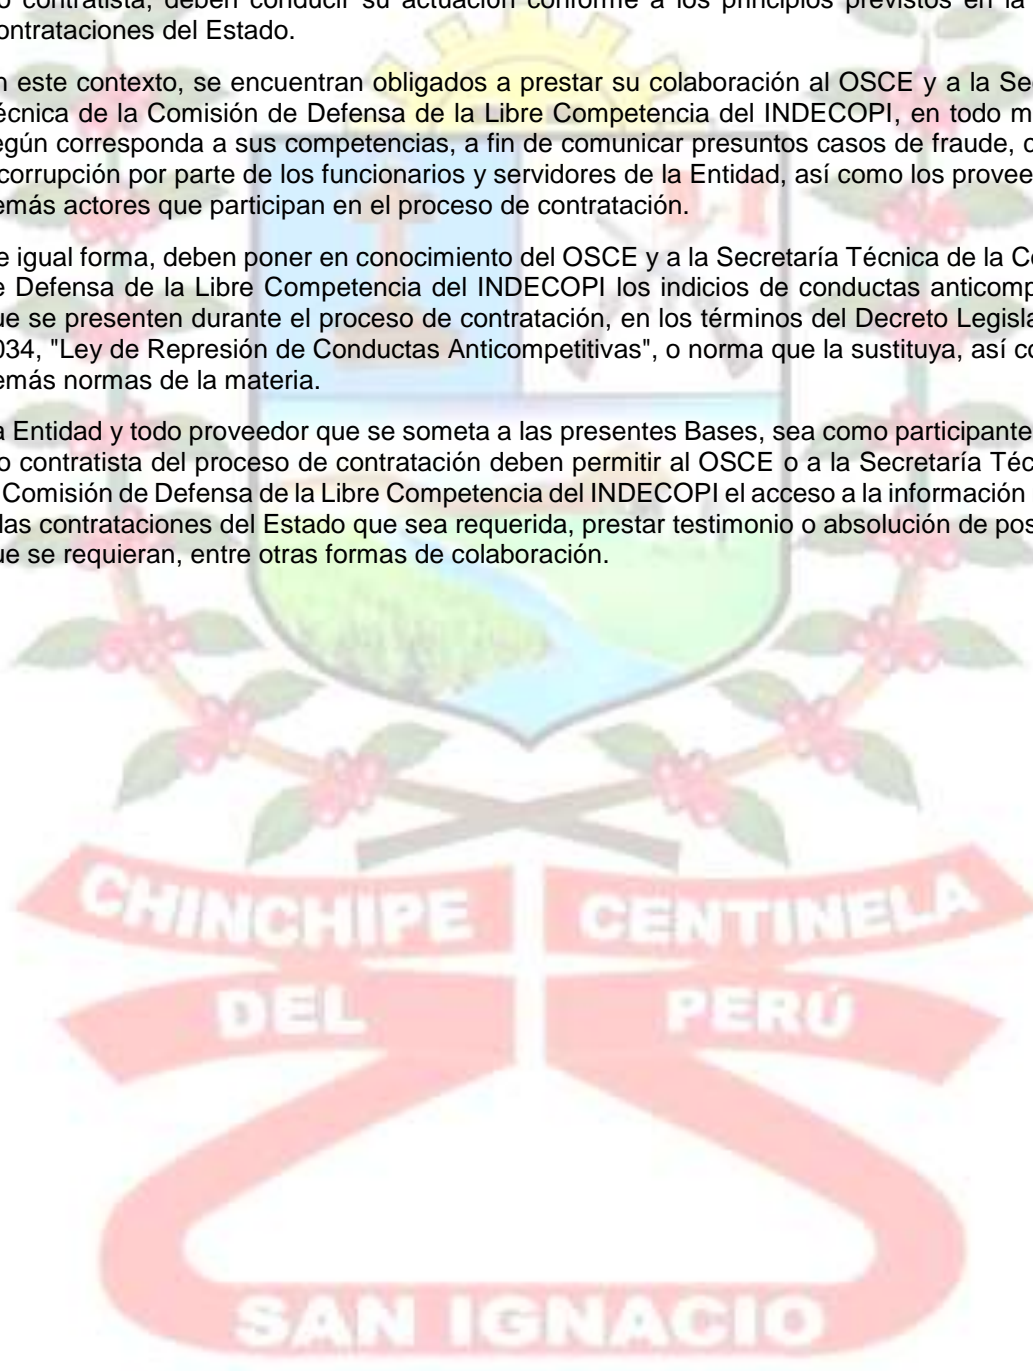 o contratista, deben conducir su actuación conforme a los principios previstos en la
ontrataciones del Estado.
n este contexto, se encuentran obligados a prestar su colaboración al OSCE y a la Sec
écnica de la Comisión de Defensa de la Libre Competencia del INDECOPI, en todo m
egún corresponda a sus competencias, a fin de comunicar presuntos casos de fraude, c
corrupción por parte de los funcionarios y servidores de la Entidad, así como los provee
emás actores que participan en el proceso de contratación.
e igual forma, deben poner en conocimiento del OSCE y a la Secretaría Técnica de la Co
e Defensa de la Libre Competencia del INDECOPI los indicios de conductas anticomp
ue se presenten durante el proceso de contratación, en los términos del Decreto Legisla
034, "Ley de Represión de Conductas Anticompetitivas", o norma que la sustituya, así co
emás normas de la materia.
a Entidad y todo proveedor que se someta a las presentes Bases, sea como participante
o contratista del proceso de contratación deben permitir al OSCE o a la Secretaría Téc
Comisión de Defensa de la Libre Competencia del INDECOPI el acceso a la información
las contrataciones del Estado que sea requerida, prestar testimonio o absolución de pos
ue se requieran, entre otras formas de colaboración.
CHINCHIPE CENTINELA
DEL PERÚ
SAN IGNACIO